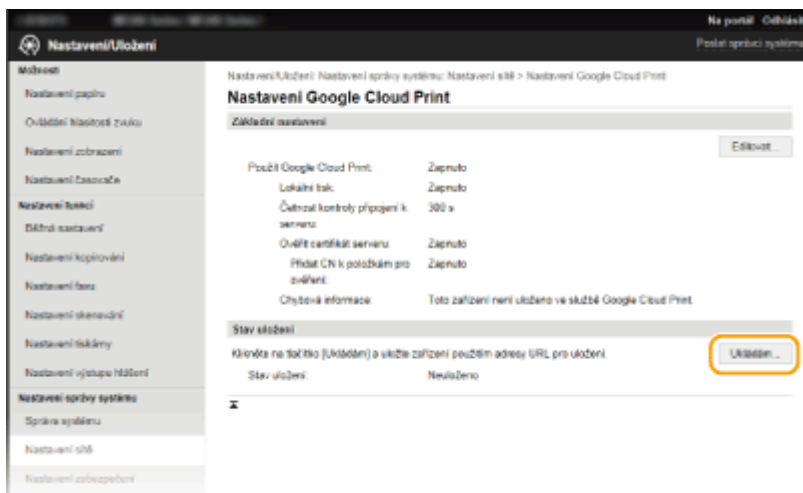 Na portál Odhlásit
Nastavení/Uložení
Poslat správci systému
Možnosti
Nastavení papíru
Ovládání hlasitosti zvuku
Nastavení zobrazení
Nastavení časovače
Nastavení funkcí
Běžná nastavení
Nastavení kopírování
Nastavení faxu
Nastavení skenování
Nastavení tiskárny
Nastavení výstupu hlášení
Nastavení správy systému
Správa systému
Nastavení sítě
Nastavení zabezpečení
Nastavení/Uložení: Nastavení správy systému: Nastavení sítě > Nastavení Google Cloud Print
Nastavení Google Cloud Print
Základní nastavení
Editovat...
Použít Google Cloud Print: Zapnuto
Lokální tisk: Zapnuto
Četnost kontroly připojení k 300 s
serveru:
Ověřit certifikát serveru: Zapnuto
Přidat CN k položkám pro Zapnuto
ověření:
Chybová informace: Toto zařízení není uloženo ve službě Google Cloud Print.
Stav uložení
Klikněte na tlačítko [Ukládám] a uložte zařízení použitím adresy URL pro uložení.
Ukládám...
Stav uložení: Neuloženo